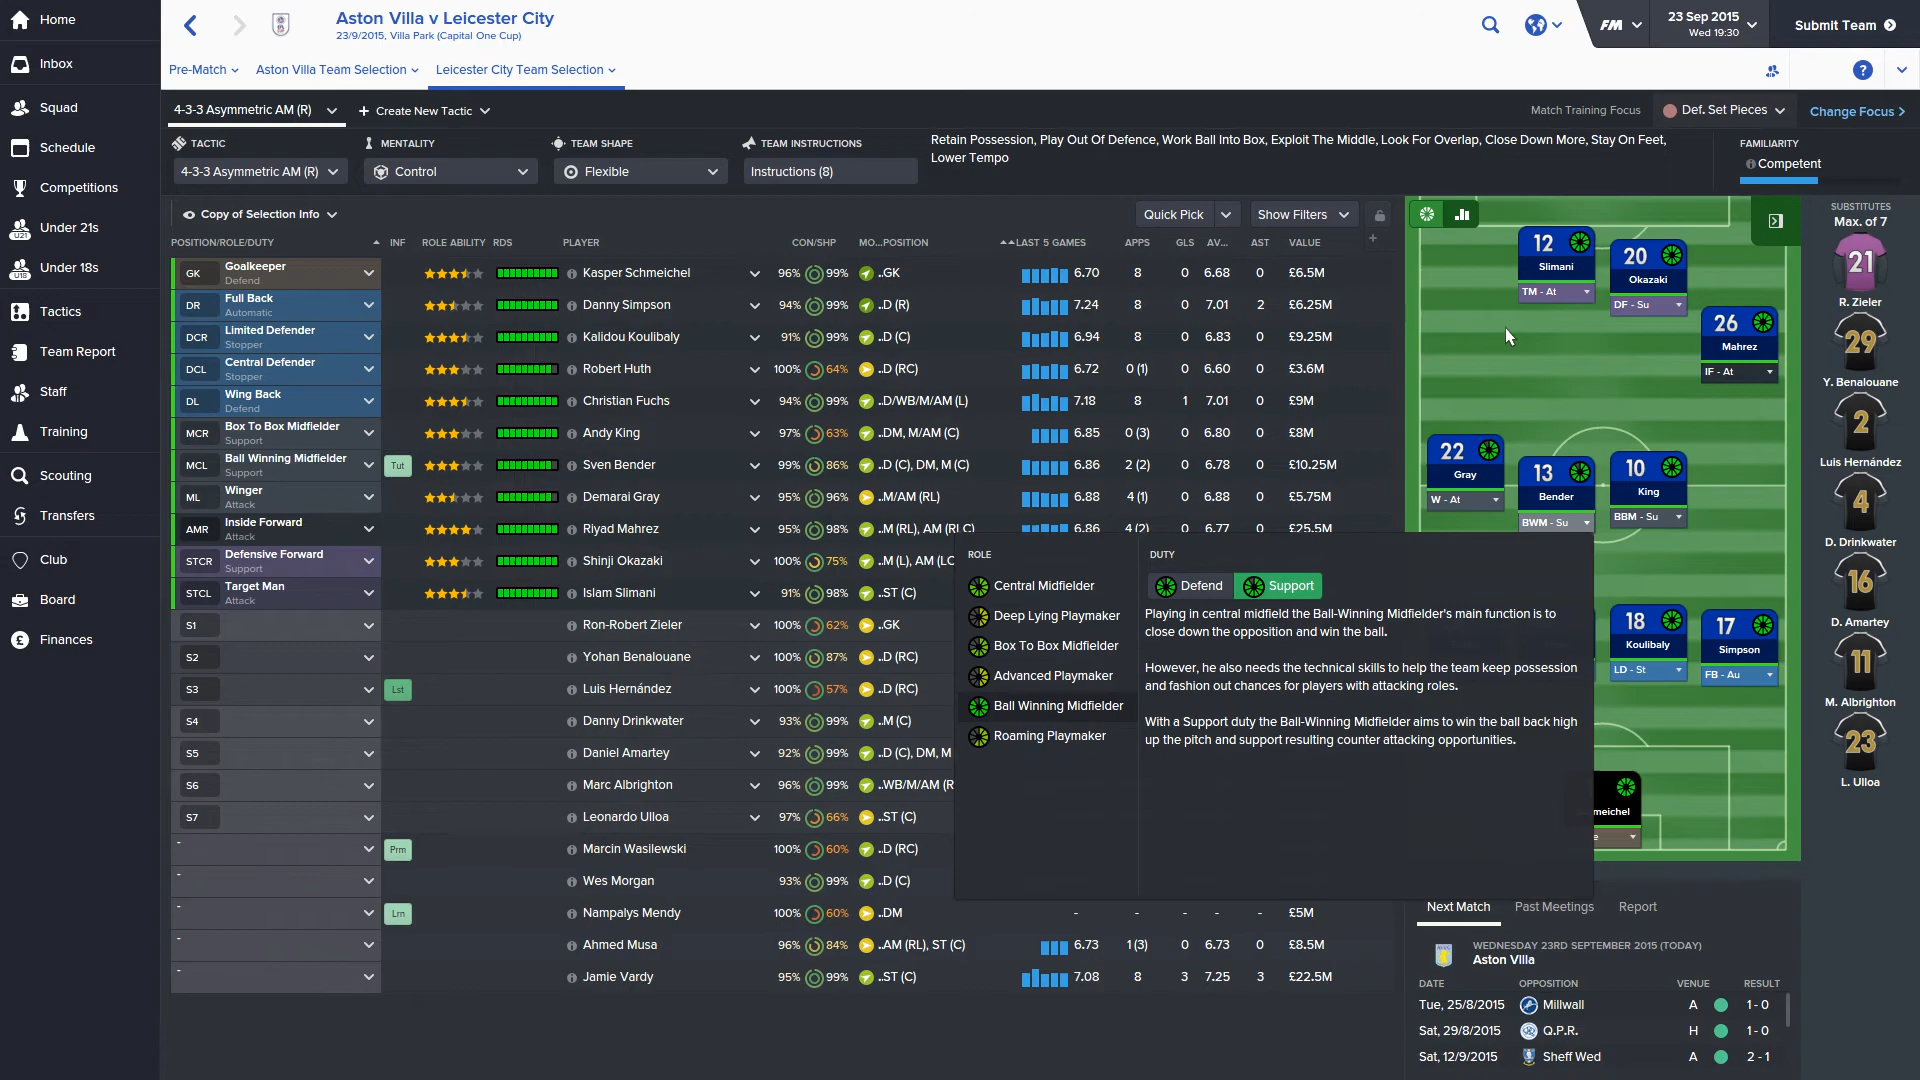 Home
Inbox
Squad
Schedule
Competitions
Under 21s
Under 18s
Tactics
Team Report
Staff
Training
Scouting
Transfers
Club
Board
Finances
Aston Villa v Leicester City
23/9/2015, Villa Park (Capital One Cup)
FM
23 Sep 2015
Wed 19:30
Submit Team
Pre-Match
Aston Villa Team Selection
Leicester City Team Selection
?
4-3-3 Asymmetric AM (R)
+ Create New Tactic
Match Training Focus
Def. Set Pieces
Change Focus >
TACTIC
4-3-3 Asymmetric AM (R)
MENTALITY
Control
TEAM SHAPE
Flexible
TEAM INSTRUCTIONS
Instructions (8)
Retain Possession, Play Out Of Defence, Work Ball Into Box, Exploit The Middle, Look For Overlap, Close Down More, Stay On Feet,
Lower Tempo
FAMILIARITY
Competent
Copy of Selection Info
Quick Pick
Show Filters
POSITION/ROLE/DUTY INF ROLE ABILITY RDS PLAYER CON/SHP MO...POSITION LAST 5 GAMES APPS GLS AV... AST VALUE +
GK Goalkeeper Defend Kasper Schmeichel 96% 99% ..GK 6.70 8 0 6.68 0 £6.5M
DR Full Back Automatic Danny Simpson 94% 99% ..D (R) 7.24 8 0 7.01 2 £6.25M
DCR Limited Defender Stopper Kalidou Koulibaly 91% 99% ..D (C) 6.94 8 0 6.83 0 £9.25M
DCL Central Defender Stopper Robert Huth 100% 64% ..D (RC) 6.72 0 (1) 0 6.60 0 £3.6M
DL Wing Back Defend Christian Fuchs 94% 99% ..D/WB/M/AM (L) 7.18 8 1 7.01 0 £9M
MCR Box To Box Midfielder Support Andy King 97% 63% ..DM, M/AM (C) 6.85 0 (3) 0 6.80 0 £8M
MCL Ball Winning Midfielder Support Tut Sven Bender 99% 86% ..D (C), DM, M (C) 6.86 2 (2) 0 6.78 0 £10.25M
ML Winger Attack Demarai Gray 95% 96% ..M/AM (RL) 6.88 4 (1) 0 6.88 0 £5.75M
AMR Inside Forward Attack Riyad Mahrez 95% 98% ..M (RL), AM (RLC) 6.86 4 (2) 0 6.77 0 £25.5M
STCR Defensive Forward Support Shinji Okazaki 100% 75% ..M (L), AM (LC
STCL Target Man Attack Islam Slimani 91% 98% ..ST (C)
S1 Ron-Robert Zieler 100% 62% ..GK
S2 Yohan Benalouane 100% 87% ..D (RC)
S3 Lst Luis Hernández 100% 57% ..D (RC)
S4 Danny Drinkwater 93% 99% ..M (C)
S5 Daniel Amartey 92% 99% ..D (C), DM, M
S6 Marc Albrighton 96% 99% ..WB/M/AM (R
S7 Leonardo Ulloa 97% 66% ..ST (C)
- Prm Marcin Wasilewski 100% 60% ..D (RC)
- Wes Morgan 93% 99% ..D (C)
- Lrn Nampalys Mendy 100% 60% ..DM - - - - - £5M
- Ahmed Musa 96% 84% ..AM (RL), ST (C) 6.73 1 (3) 0 6.73 0 £8.5M
- Jamie Vardy 95% 99% ..ST (C) 7.08 8 3 7.25 3 £22.5M
ROLE
Central Midfielder
Deep Lying Playmaker
Box To Box Midfielder
Advanced Playmaker
Ball Winning Midfielder
Roaming Playmaker
DUTY
Defend
Support
Playing in central midfield the Ball-Winning Midfielder's main function is to
close down the opposition and win the ball.
However, he also needs the technical skills to help the team keep possession
and fashion out chances for players with attacking roles.
With a Support duty the Ball-Winning Midfielder aims to win the ball back high
up the pitch and support resulting counter attacking opportunities.
12
Slimani
TM - At
20
Okazaki
DF - Su
26
Mahrez
IF - At
22
Gray
W - At
13
Bender
BWM - Su
10
King
BBM - Su
18
Koulibaly
LD - St
17
Simpson
FB - Au
meichel
e
SUBSTITUTES
Max. of 7
21
R. Zieler
29
Y. Benalouane
2
Luis Hernández
4
D. Drinkwater
16
D. Amartey
11
M. Albrighton
23
L. Ulloa
Next Match
Past Meetings
Report
WEDNESDAY 23RD SEPTEMBER 2015 (TODAY)
Aston Villa
DATE OPPOSITION VENUE RESULT
Tue, 25/8/2015 Millwall A 1 - 0
Sat, 29/8/2015 Q.P.R. H 1 - 0
Sat, 12/9/2015 Sheff Wed A 2 - 1